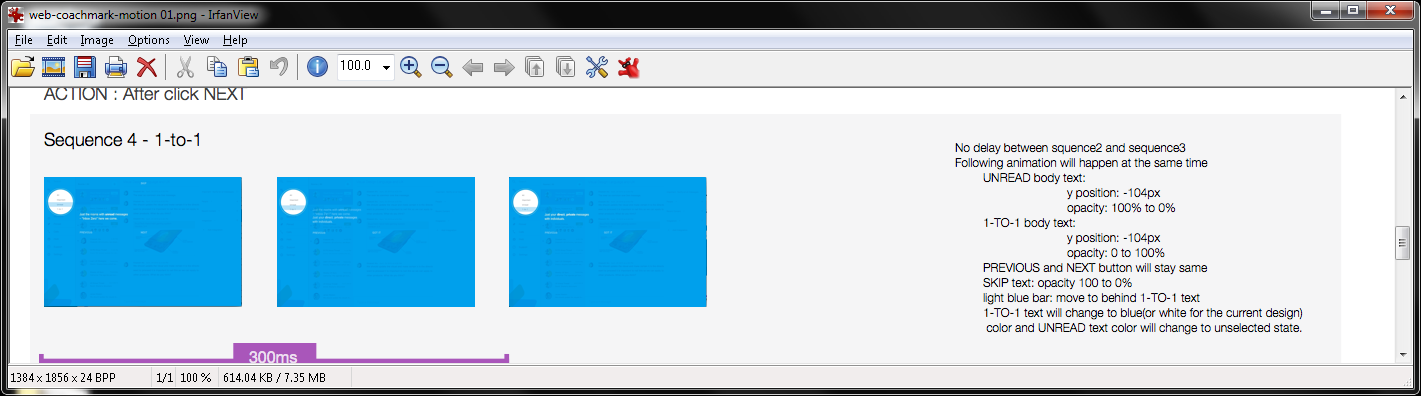 web-coachmark-motion 01.png - IrfanView
File Edit Image Options View Help
100.0
ACTION : After click NEXT
Sequence 4 - 1-to-1
No delay between squence2 and sequence3
Following animation will happen at the same time
UNREAD body text:
y position: -104px
opacity: 100% to 0%
1-TO-1 body text:
y position: -104px
opacity: 0 to 100%
PREVIOUS and NEXT button will stay same
SKIP text: opacity 100 to 0%
light blue bar: move to behind 1-TO-1 text
1-TO-1 text will change to blue(or white for the current design)
color and UNREAD text color will change to unselected state.
300ms
1384 x 1856 x 24 BPP 1/1 100 % 614.04 KB / 7.35 MB